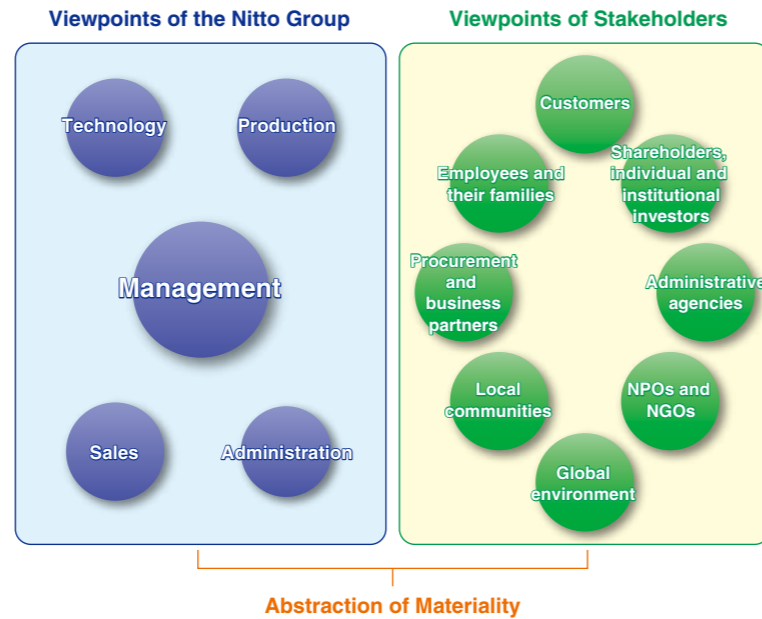 Viewpoints of the Nitto Group
Technology
Production
Management
Sales
Administration
Viewpoints of Stakeholders
Customers
Employees and
their families
Shareholders,
individual and
institutional
investors
Procurement
and
business
partners
Administrative
agencies
Local
communities
NPOs and
NGOs
Global
environment
Abstraction of Materiality